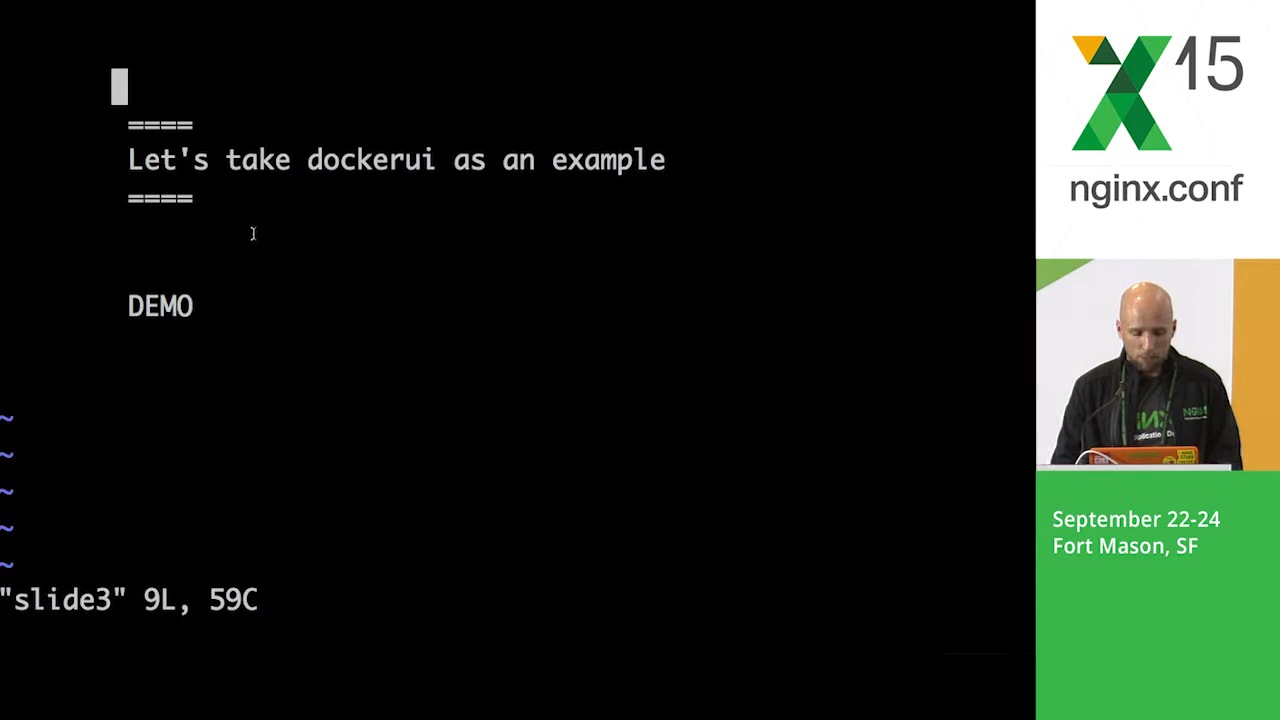 ====
Let's take dockerui as an example
====
DEMO
~
~
~
~
~
"slide3" 9L, 59C
15
nginx.conf
NGINX
September 22-24
Fort Mason, SF